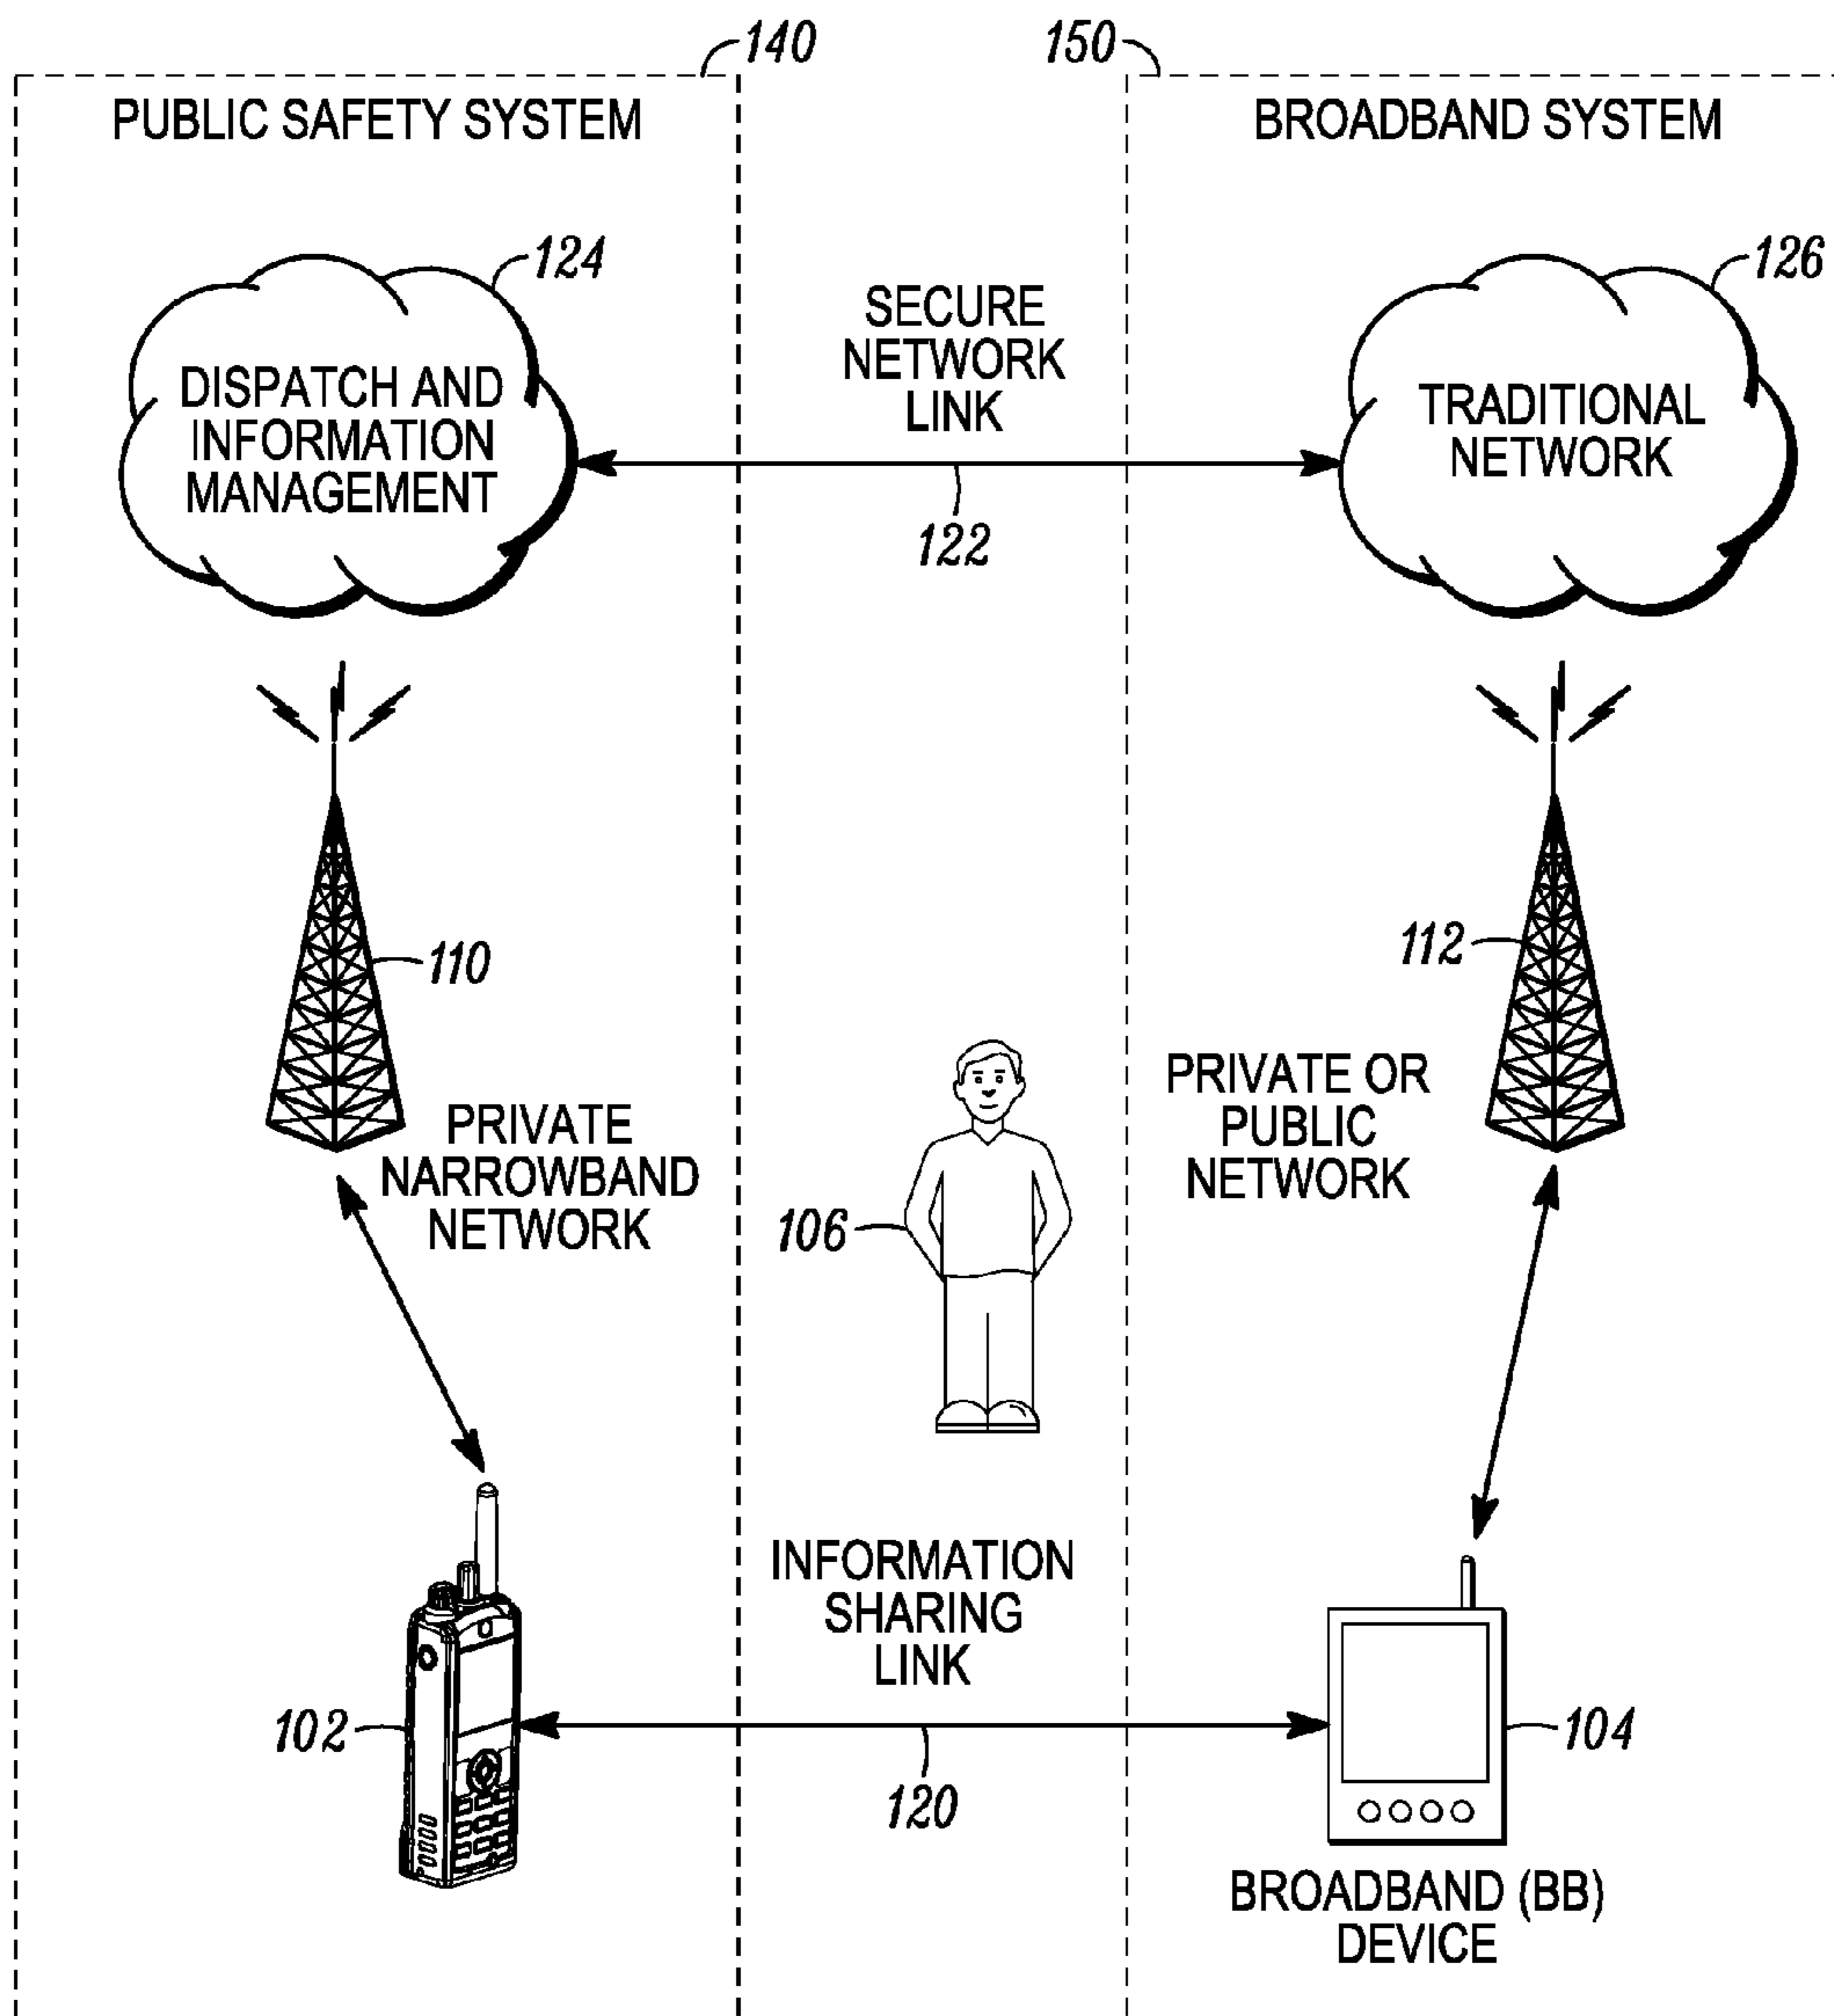 140
150
PUBLIC SAFETY SYSTEM
BROADBAND SYSTEM
124
126
SECURE
NETWORK
LINK
DISPATCH AND
INFORMATION
MANAGEMENT
TRADITIONAL
NETWORK
122
110
112
PRIVATE
NARROWBAND
NETWORK
PRIVATE OR
PUBLIC
NETWORK
106
INFORMATION
SHARING
LINK
102
104
120
BROADBAND (BB)
DEVICE